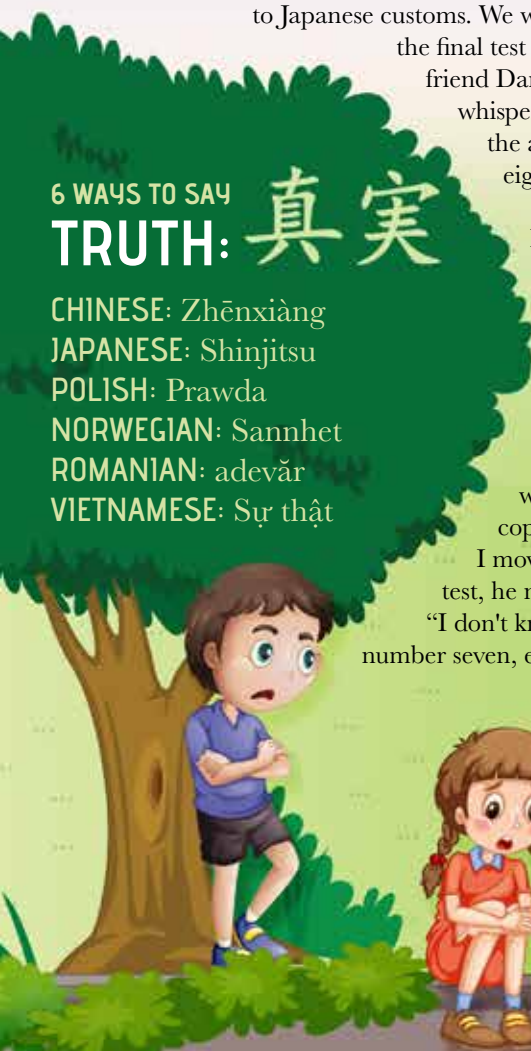 to Japanese customs. We w
the final test
friend Da
whispe
the a
eig
6 WAYS TO SAY
TRUTH: 真実
CHINESE: Zhēnxiàng
JAPANESE: Shinjitsu
POLISH: Prawda
NORWEGIAN: Sannhet
ROMANIAN: adevăr
VIETNAMESE: Sự thật
w
cop
I mov
test, he
“I don't k
number seven, e